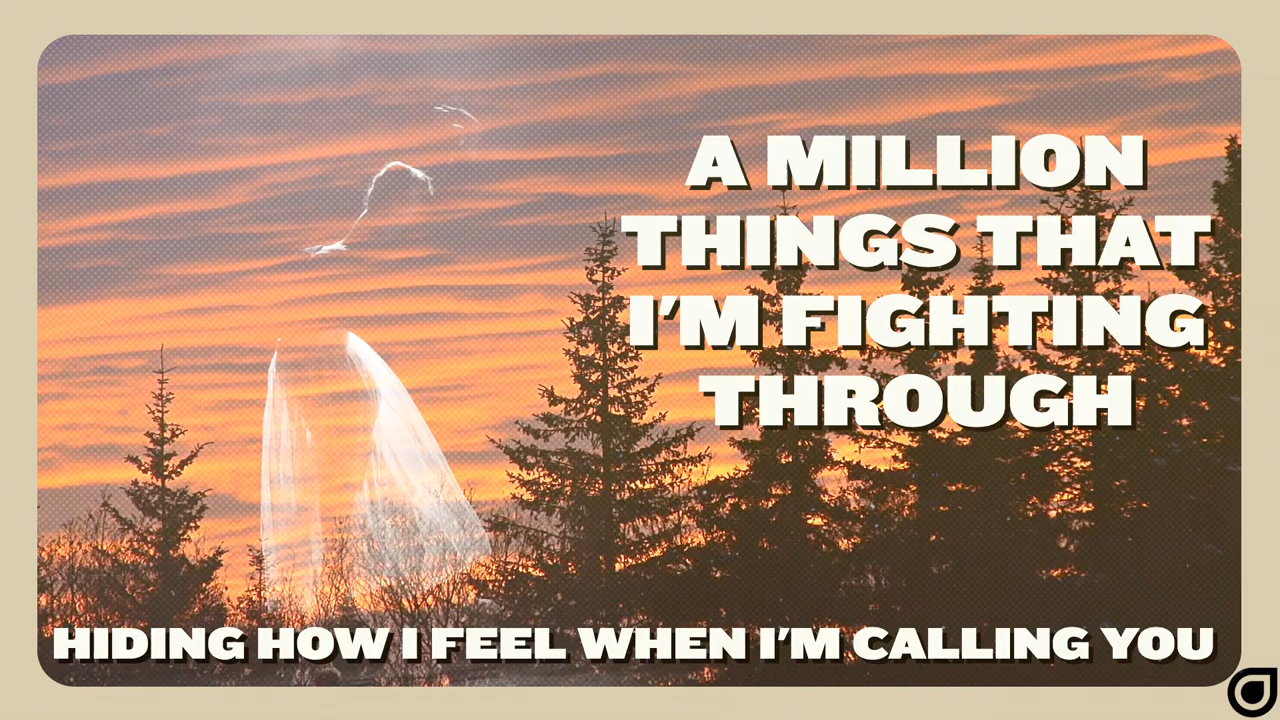 A MILLION
THINGS THAT
I'M FIGHTING
THROUGH
HIDING HOW I FEEL WHEN I'M CALLING YOU